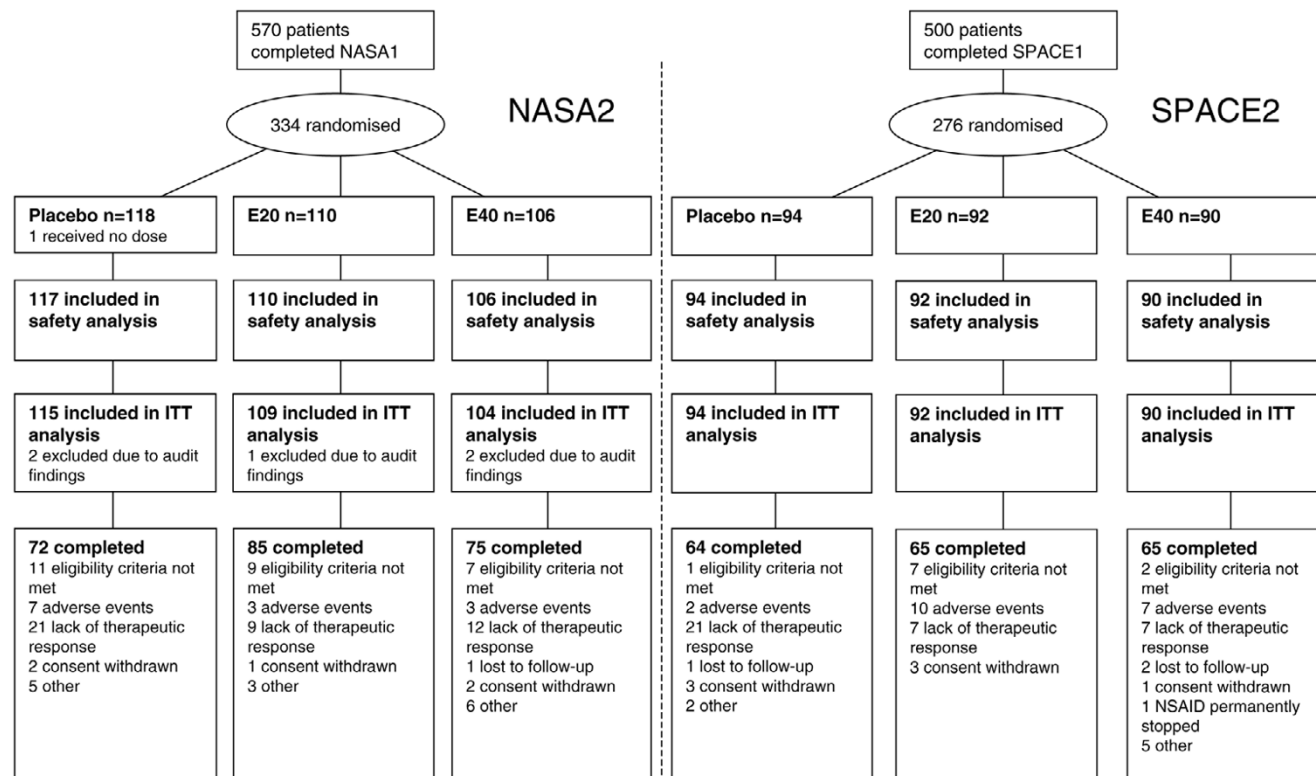 570 patients
completed NASA1
334 randomised
NASA2
Placebo n=118
1 received no dose
117 included in
safety analysis
115 included in ITT
analysis
2 excluded due to audit
findings
72 completed
11 eligibility criteria not
met
7 adverse events
21 lack of therapeutic
response
2 consent withdrawn
5 other
E20 n=110
110 included in
safety analysis
109 included in ITT
analysis
1 excluded due to audit
findings
85 completed
9 eligibility criteria not
met
3 adverse events
9 lack of therapeutic
response
1 consent withdrawn
3 other
E40 n=106
106 included in
safety analysis
104 included in ITT
analysis
2 excluded due to audit
findings
75 completed
7 eligibility criteria not
met
3 adverse events
12 lack of therapeutic
response
1 lost to follow-up
2 consent withdrawn
6 other
500 patients
completed SPACE1
276 randomised
SPACE2
Placebo n=94
94 included in
safety analysis
94 included in ITT
analysis
64 completed
1 eligibility criteria not
met
2 adverse events
21 lack of therapeutic
response
1 lost to follow-up
3 consent withdrawn
2 other
E20 n=92
92 included in
safety analysis
92 included in ITT
analysis
65 completed
7 eligibility criteria not
met
10 adverse events
7 lack of therapeutic
response
3 consent withdrawn
E40 n=90
90 included in
safety analysis
90 included in ITT
analysis
65 completed
2 eligibility criteria not
met
7 adverse events
7 lack of therapeutic
response
2 lost to follow-up
1 consent withdrawn
1 NSAID permanently
stopped
5 other